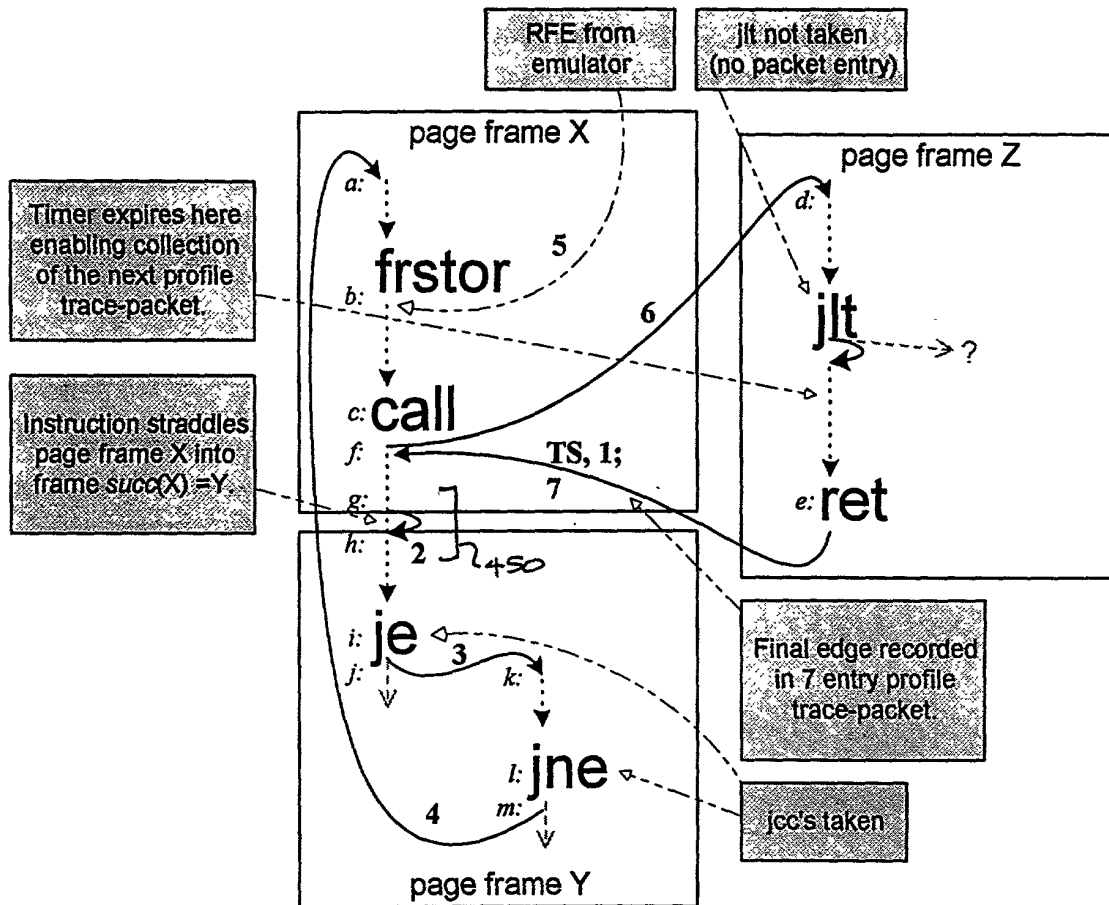 RFE from
emulator
jlt not taken
(no packet entry)
page frame X
page frame Z
a:
d:
Timer expires here
enabling collection
of the next profile
trace-packet.
5
frstor
b:
6
jlt
?
Instruction straddles
page frame X into
frame succ(X) =Y.
c: call
f:
TS, 1;
7
g:
e: ret
h:
2
450
i: je
3
j:
k:
Final edge recorded
in 7 entry profile
trace-packet.
l: jne
4
m:
jcc's taken
page frame Y